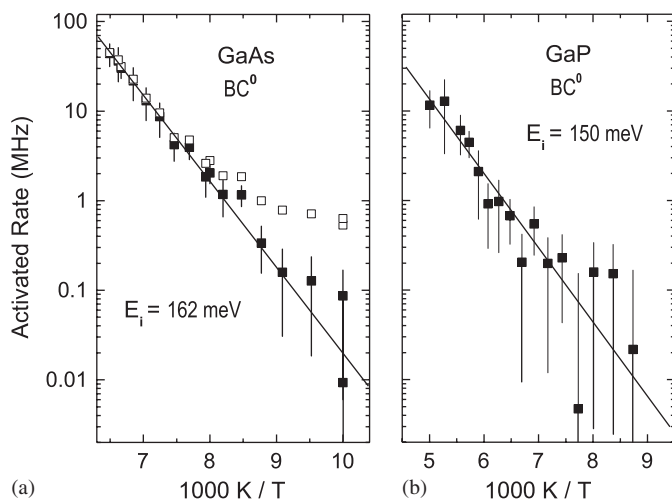 GaAs
BC⁰
GaP
BC⁰
E_i = 150 meV
E_i = 162 meV
Activated Rate (MHz)
100
10
1
0.1
0.01
7
8
9
10
5
6
7
8
9
(a)
1000 K / T
(b)
1000 K / T